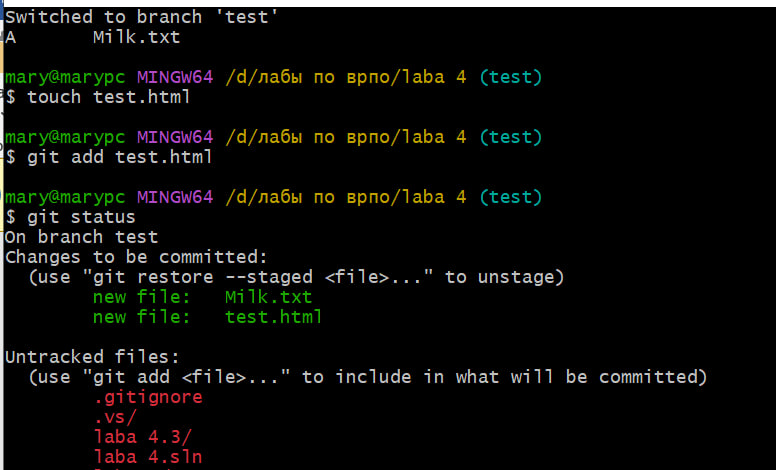 Switched to branch 'test'
A       Milk.txt
mary@marypc MINGW64 /d/лабы по врпо/laba 4 (test)
$ touch test.html
mary@marypc MINGW64 /d/лабы по врпо/laba 4 (test)
$ git add test.html
mary@marypc MINGW64 /d/лабы по врпо/laba 4 (test)
$ git status
On branch test
Changes to be committed:
  (use "git restore --staged <file>..." to unstage)
        new file:   Milk.txt
        new file:   test.html
Untracked files:
  (use "git add <file>..." to include in what will be committed)
        .gitignore
        .vs/
        laba 4.3/
        laba 4.sln